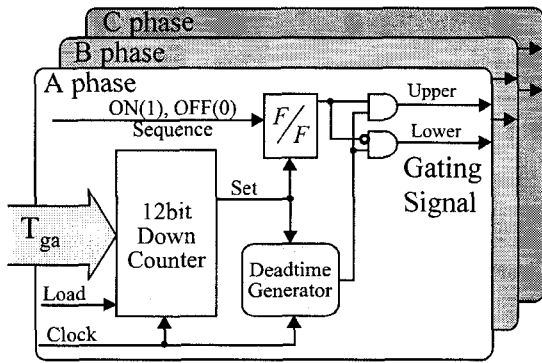 C phase
B phase
A phase
ON(1), OFF(0)
Sequence
F/F
Upper
Lower
Gating
Signal
Set
12bit
Down
Counter
T_ga
Deadtime
Generator
Load
Clock